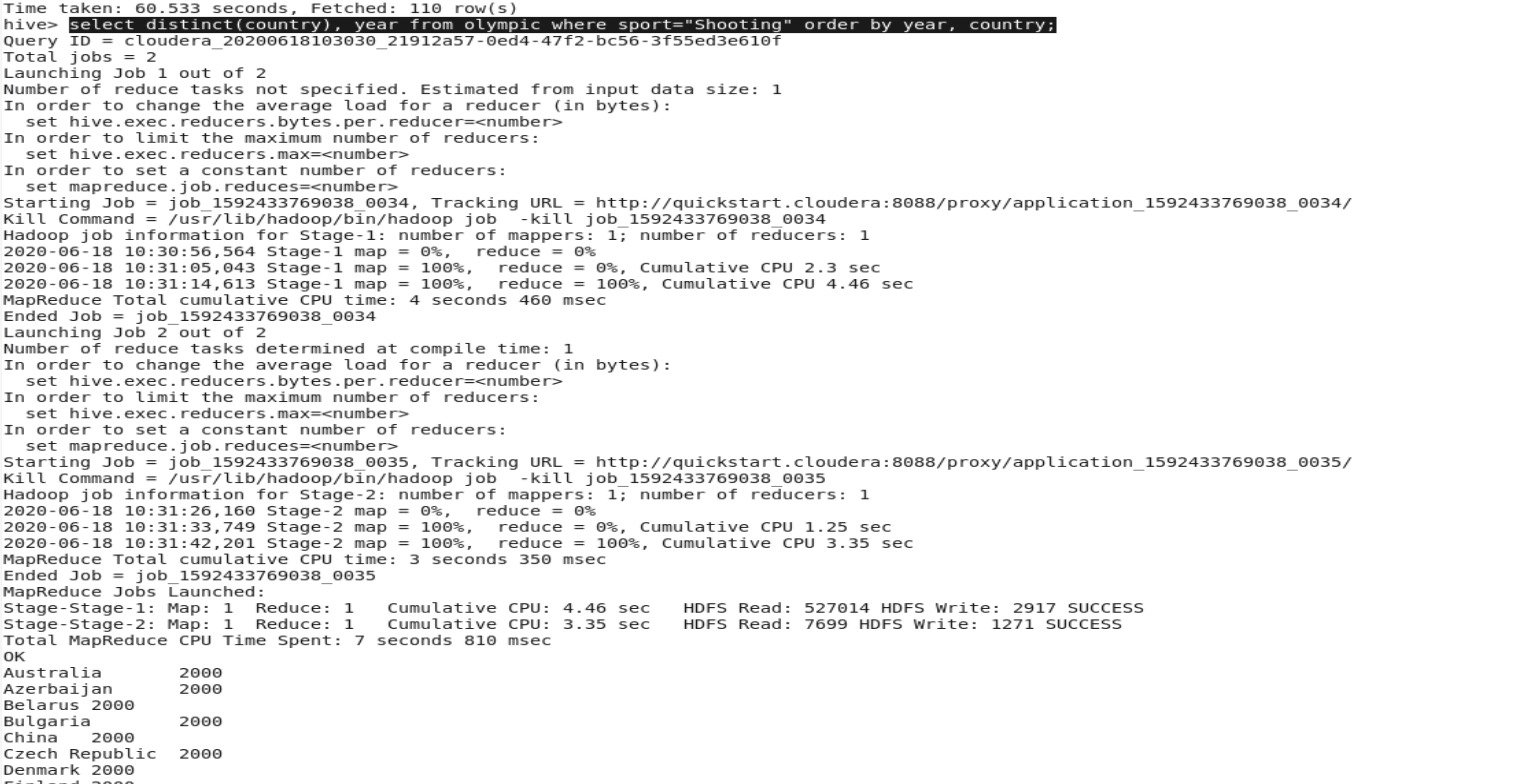 Time taken: 60.533 seconds, Fetched: 110 row(s)
hive> select distinct(country), year from olympic where sport="Shooting" order by year, country;
Query ID = cloudera_20200618103030_21912a57-0ed4-47f2-bc56-3f55ed3e610f
Total jobs = 2
Launching Job 1 out of 2
Number of reduce tasks not specified. Estimated from input data size: 1
In order to change the average load for a reducer (in bytes):
  set hive.exec.reducers.bytes.per.reducer=<number>
In order to limit the maximum number of reducers:
  set hive.exec.reducers.max=<number>
In order to set a constant number of reducers:
  set mapreduce.job.reduces=<number>
Starting Job = job_1592433769038_0034, Tracking URL = http://quickstart.cloudera:8088/proxy/application_1592433769038_0034/
Kill Command = /usr/lib/hadoop/bin/hadoop job  -kill job_1592433769038_0034
Hadoop job information for Stage-1: number of mappers: 1; number of reducers: 1
2020-06-18 10:30:56,564 Stage-1 map = 0%,  reduce = 0%
2020-06-18 10:31:05,043 Stage-1 map = 100%,  reduce = 0%, Cumulative CPU 2.3 sec
2020-06-18 10:31:14,613 Stage-1 map = 100%,  reduce = 100%, Cumulative CPU 4.46 sec
MapReduce Total cumulative CPU time: 4 seconds 460 msec
Ended Job = job_1592433769038_0034
Launching Job 2 out of 2
Number of reduce tasks determined at compile time: 1
In order to change the average load for a reducer (in bytes):
  set hive.exec.reducers.bytes.per.reducer=<number>
In order to limit the maximum number of reducers:
  set hive.exec.reducers.max=<number>
In order to set a constant number of reducers:
  set mapreduce.job.reduces=<number>
Starting Job = job_1592433769038_0035, Tracking URL = http://quickstart.cloudera:8088/proxy/application_1592433769038_0035/
Kill Command = /usr/lib/hadoop/bin/hadoop job  -kill job_1592433769038_0035
Hadoop job information for Stage-2: number of mappers: 1; number of reducers: 1
2020-06-18 10:31:26,160 Stage-2 map = 0%,  reduce = 0%
2020-06-18 10:31:33,749 Stage-2 map = 100%,  reduce = 0%, Cumulative CPU 1.25 sec
2020-06-18 10:31:42,201 Stage-2 map = 100%,  reduce = 100%, Cumulative CPU 3.35 sec
MapReduce Total cumulative CPU time: 3 seconds 350 msec
Ended Job = job_1592433769038_0035
MapReduce Jobs Launched:
Stage-Stage-1: Map: 1  Reduce: 1   Cumulative CPU: 4.46 sec   HDFS Read: 527014 HDFS Write: 2917 SUCCESS
Stage-Stage-2: Map: 1  Reduce: 1   Cumulative CPU: 3.35 sec   HDFS Read: 7699 HDFS Write: 1271 SUCCESS
Total MapReduce CPU Time Spent: 7 seconds 810 msec
OK
Australia       2000
Azerbaijan      2000
Belarus 2000
Bulgaria        2000
China   2000
Czech Republic  2000
Denmark 2000